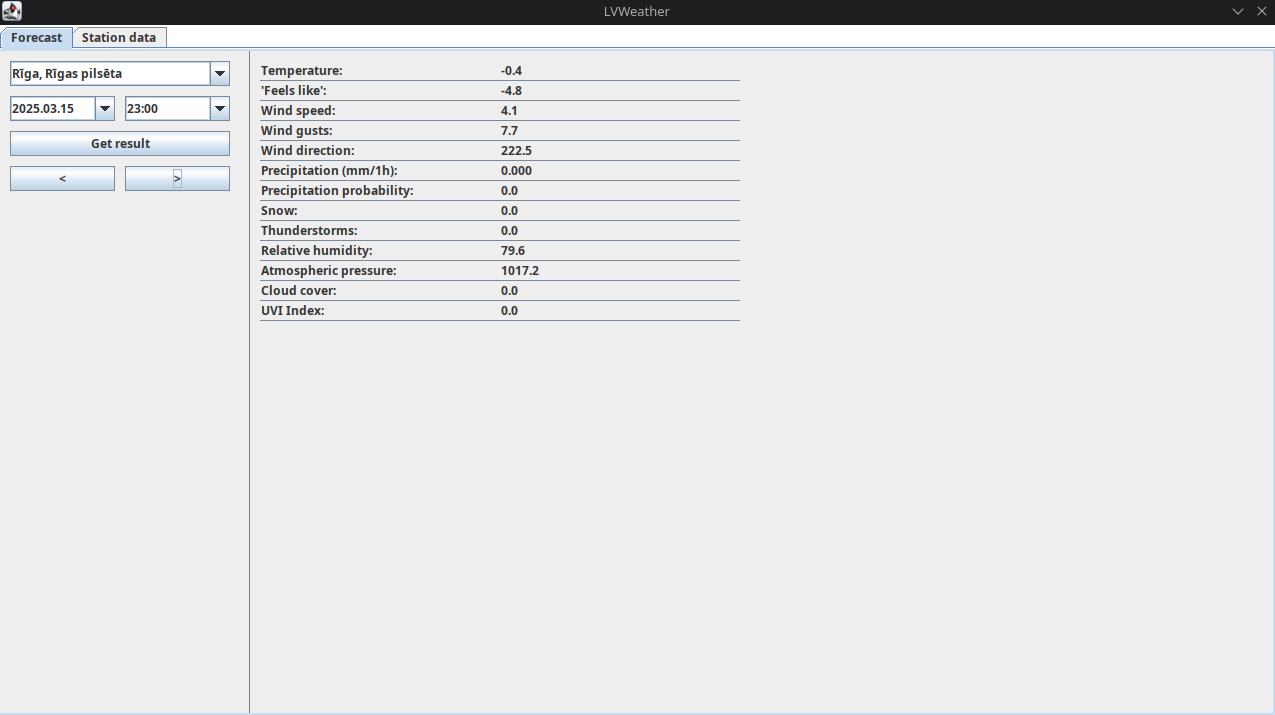 LVWeather
Forecast Station data
Rīga, Rīgas pilsēta
2025.03.15 23:00
Get result
< >
Temperature: -0.4
'Feels like': -4.8
Wind speed: 4.1
Wind gusts: 7.7
Wind direction: 222.5
Precipitation (mm/1h): 0.000
Precipitation probability: 0.0
Snow: 0.0
Thunderstorms: 0.0
Relative humidity: 79.6
Atmospheric pressure: 1017.2
Cloud cover: 0.0
UVI Index: 0.0